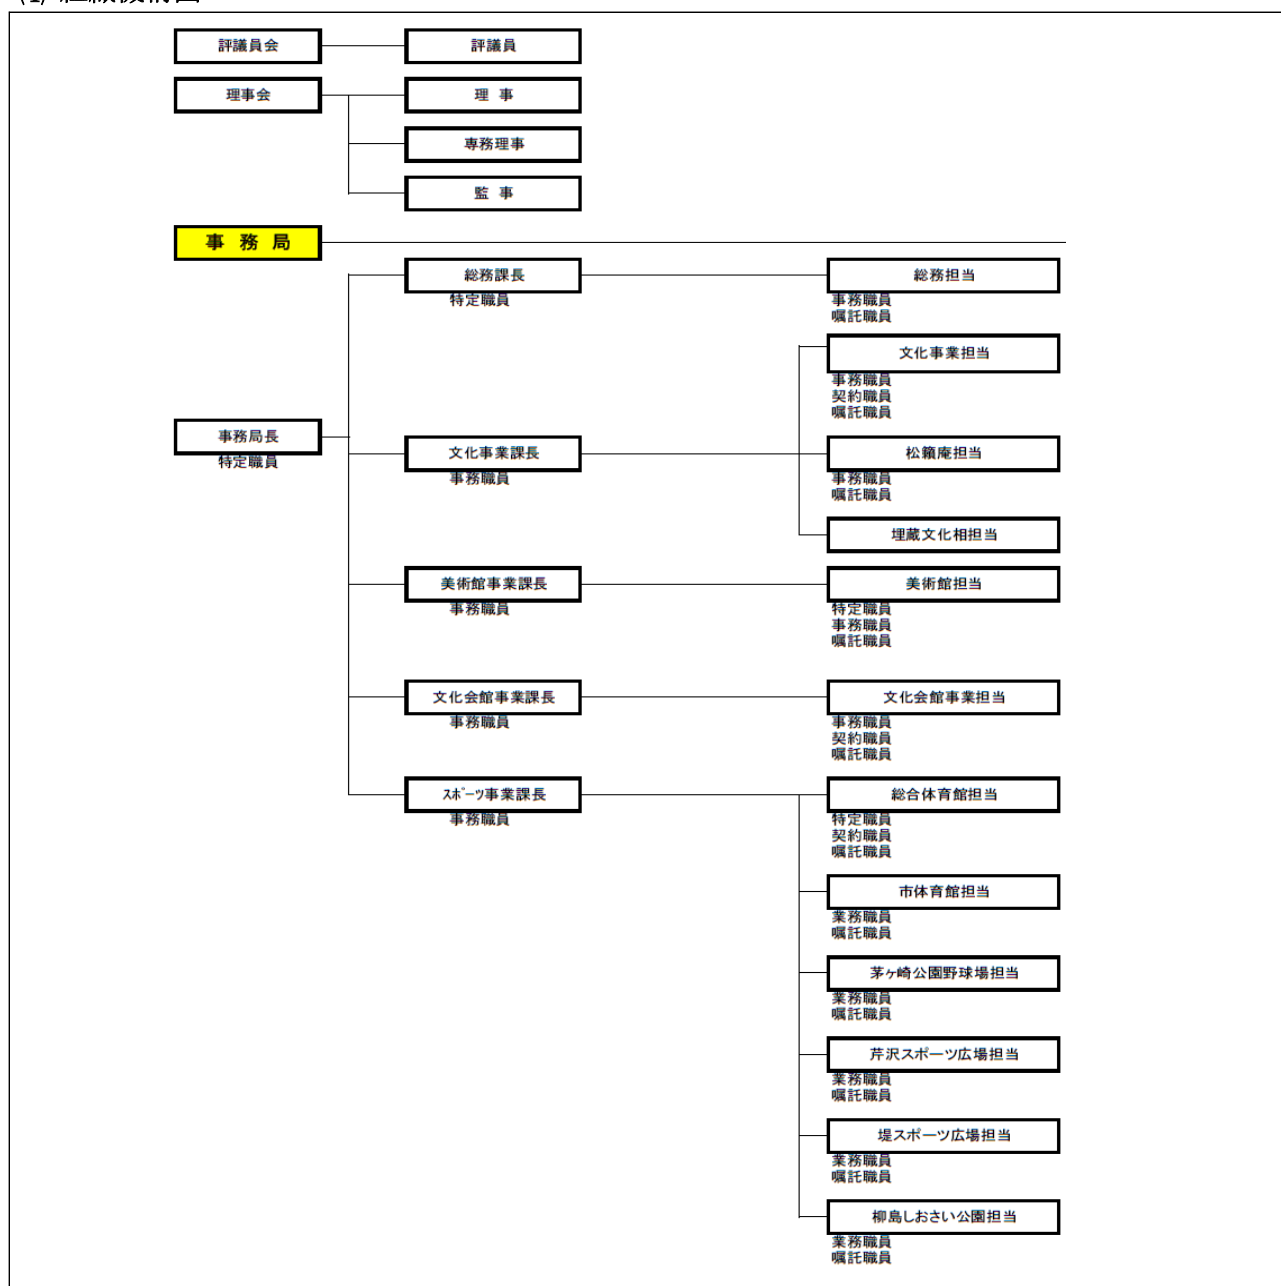 (1) 組織機構図
評議員会 評議員
理事会 理 事
専務理事
監 事
事 務 局
総務課長 総務担当
特定職員 事務職員
嘱託職員
文化事業担当
事務職員
契約職員
嘱託職員
事務局長 文化事業課長 松籟庵担当
特定職員 事務職員 事務職員
嘱託職員
埋蔵文化相担当
美術館事業課長 美術館担当
事務職員 特定職員
事務職員
嘱託職員
文化会館事業課長 文化会館事業担当
事務職員 事務職員
契約職員
嘱託職員
ｽﾎﾟｰﾂ事業課長 総合体育館担当
事務職員 特定職員
契約職員
嘱託職員
市体育館担当
業務職員
嘱託職員
茅ヶ崎公園野球場担当
業務職員
嘱託職員
芹沢スポーツ広場担当
業務職員
嘱託職員
堤スポーツ広場担当
業務職員
嘱託職員
柳島しおさい公園担当
業務職員
嘱託職員